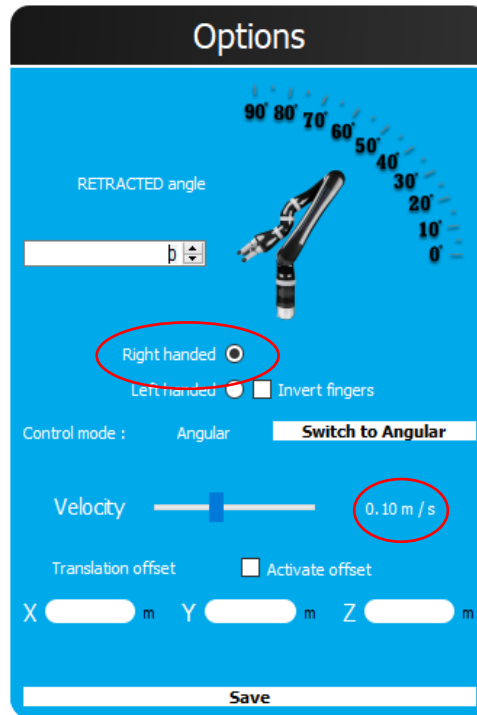 Options
90° 80° 70° 60° 50° 40° 30° 20° 10° 0°
RETRACTED angle
0
Right handed
Left handed Invert fingers
Control mode : Angular Switch to Angular
Velocity 0.10 m / s
Translation offset Activate offset
X m Y m Z m
Save